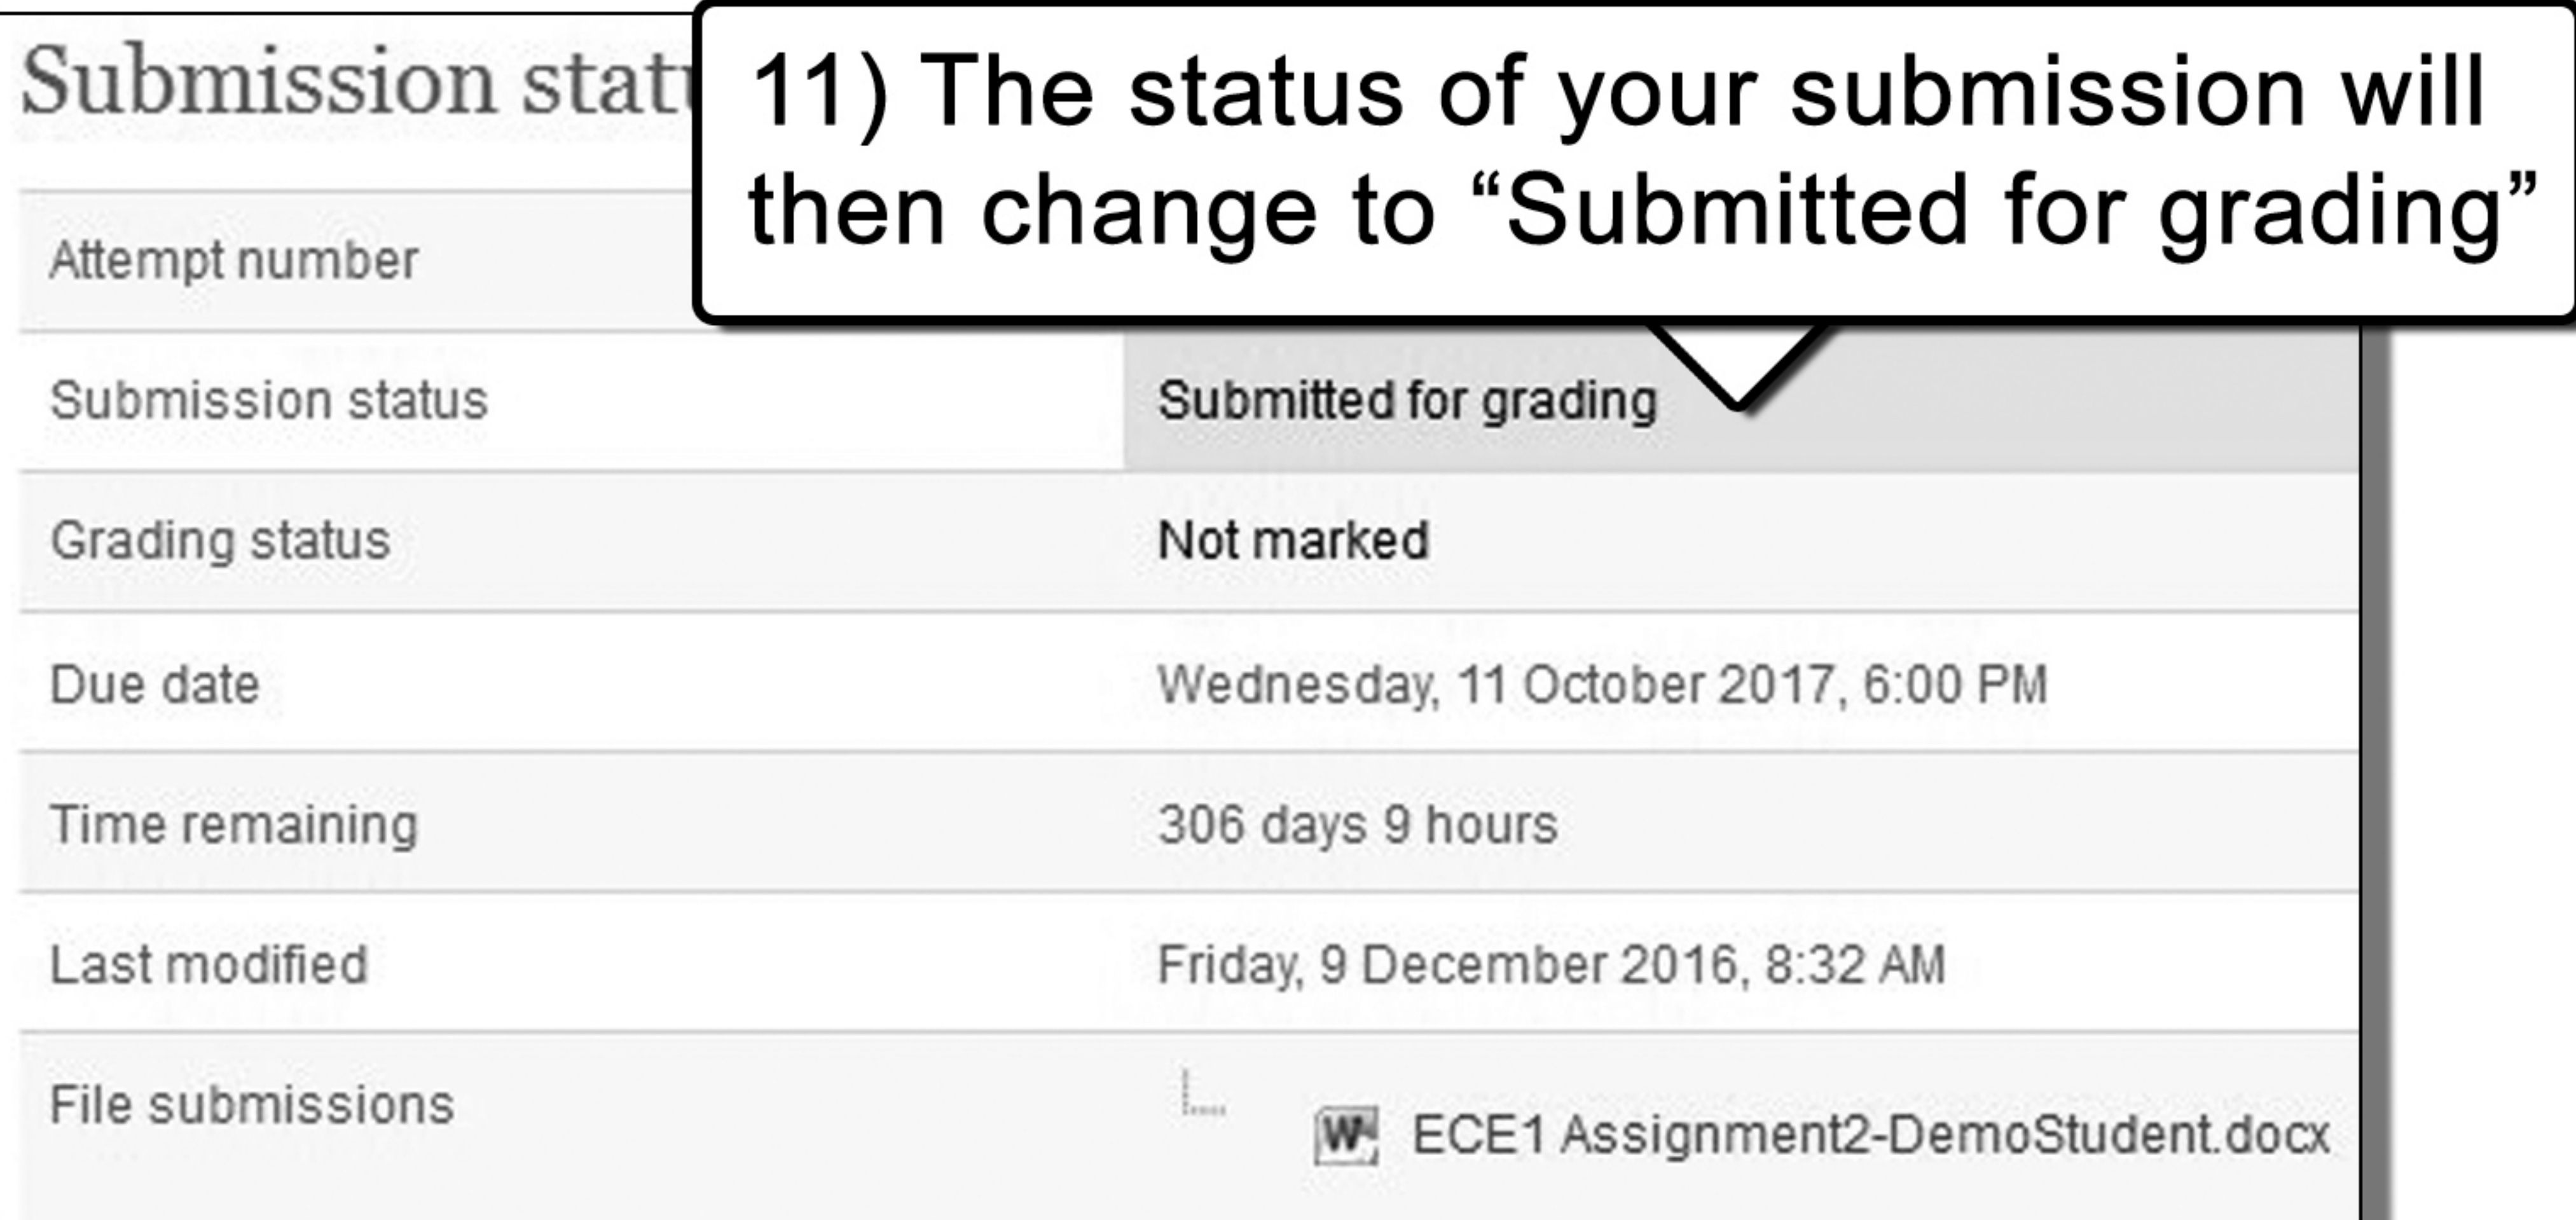 Submission
11) The status of your submission will
then change to “Submitted for grading”
Attempt number
Submission status Submitted for grading
Grading status Not marked
Due date Wednesday, 11 October 2017, 6:00 PM
Time remaining 306 days 9 hours
Last modified Friday, 9 December 2016, 8:32 AM
File submissions
W ECE1 Assignment2-DemoStudent.docx